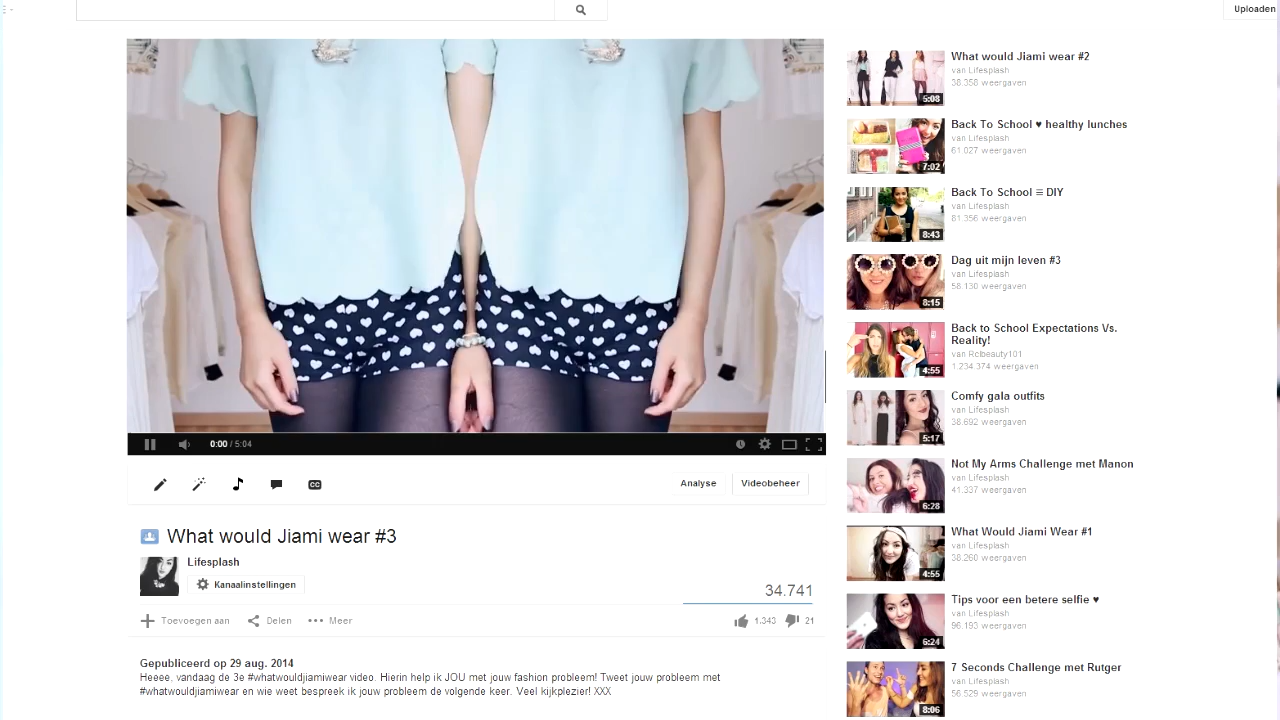 Uploaden
0:00 / 5:04
CC
Analyse
Videobeheer
What would Jiami wear #3
Lifesplash
Kanaalinstellingen
34.741
Toevoegen aan
Delen
Meer
1.343
21
Gepubliceerd op 29 aug. 2014
vandaag een #whatwouldjiamiwear video. Hierin help ik JOU met jouw fashion probleem! Tweet jouw probleem met
#whatwouldjiamiwear en wie weet bespreek ik jouw probleem de volgende keer. Veel kijkplezier! XXX
What would Jiami wear #2
van Lifesplash
38.358 weergaven
5:08
Back To School ♥ healthy lunches
van Lifesplash
61.027 weergaven
7:02
Back To School ≡ DIY
van Lifesplash
81.356 weergaven
8:43
Dag uit mijn leven #3
van Lifesplash
58.130 weergaven
8:15
Back to School Expectations Vs.
Reality!
van Rclbeauty101
1.234.374 weergaven
4:55
Comfy gala outfits
van Lifesplash
38.692 weergaven
5:17
Not My Arms Challenge met Manon
van Lifesplash
41.337 weergaven
6:28
What Would Jiami Wear #1
van Lifesplash
38.260 weergaven
4:55
Tips voor een betere selfie ♥
van Lifesplash
96.193 weergaven
6:24
7 Seconds Challenge met Rutger
van Lifesplash
56.529 weergaven
8:06